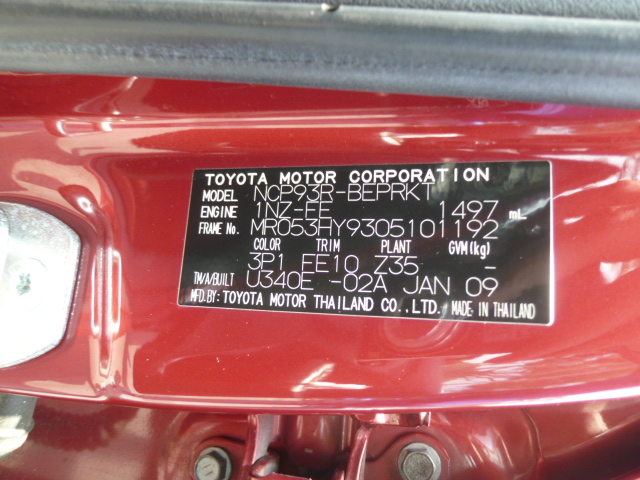 TOYOTA MOTOR CORPORATION
MODEL NCP93R-BEPRKT
ENGINE 1NZ-FE 1497 mL
FRAME No. MR053HY9305101192
COLOR TRIM PLANT GVM(kg)
3P1 FE10 Z35 -
TM/A/BUILT U340E -02A JAN 09
MFD.BY: TOYOTA MOTOR THAILAND CO.,LTD. MADE IN THAILAND